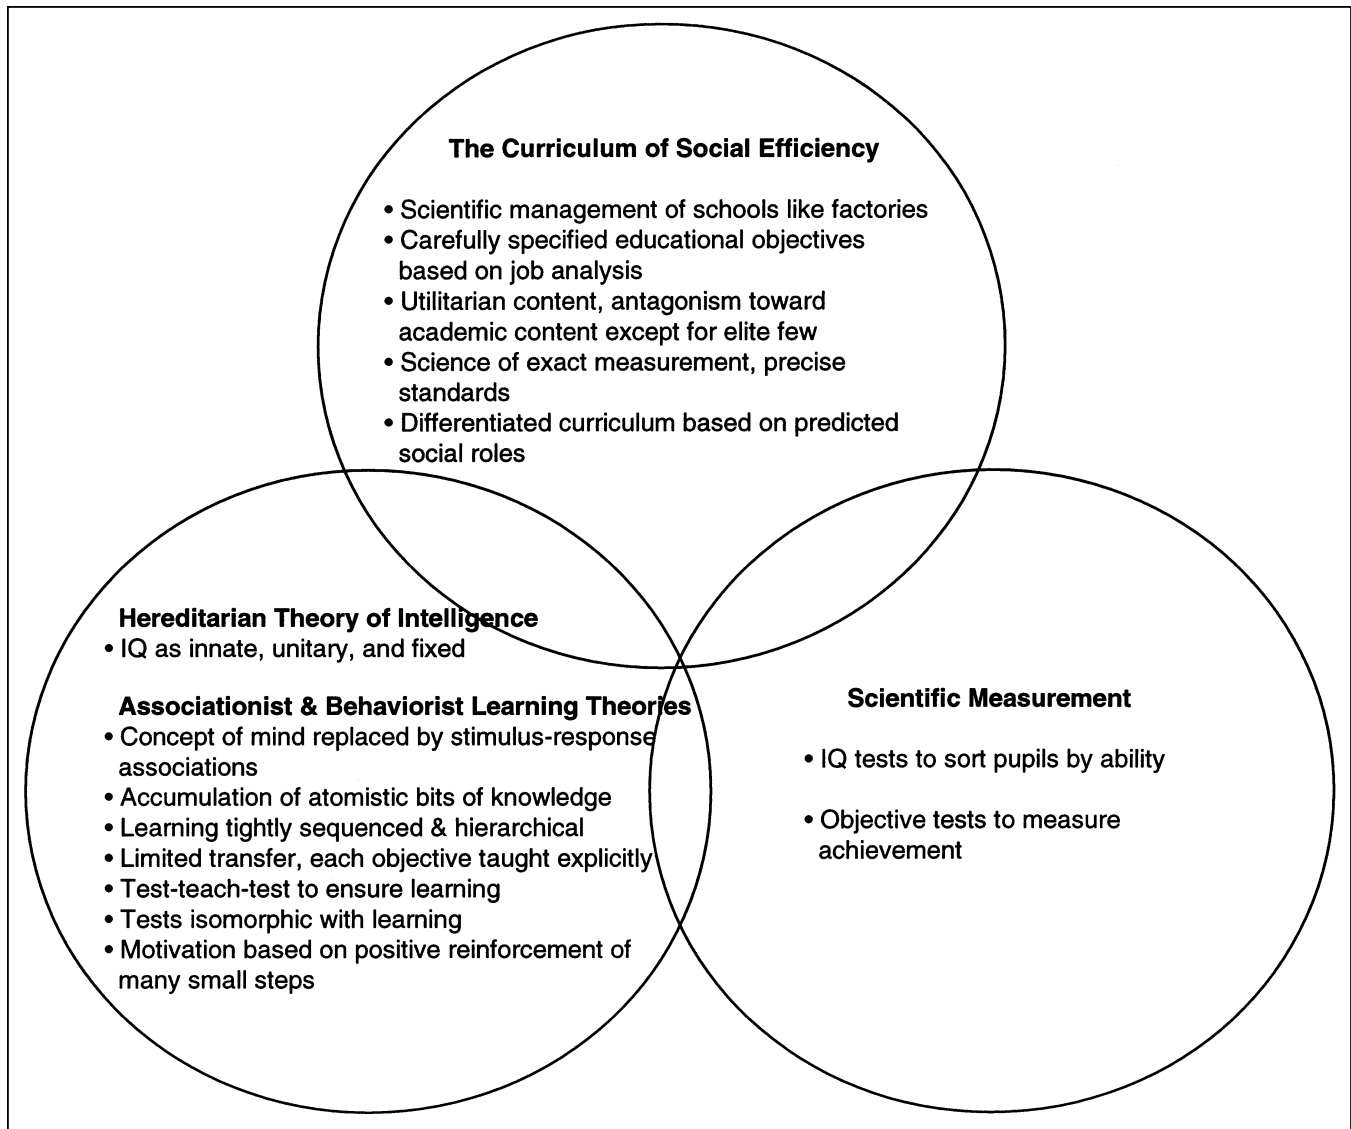 The Curriculum of Social Efficiency
• Scientific management of schools like factories
• Carefully specified educational objectives
based on job analysis
• Utilitarian content, antagonism toward
academic content except for elite few
• Science of exact measurement, precise
standards
• Differentiated curriculum based on predicted
social roles
Hereditarian Theory of Intelligence
• IQ as innate, unitary, and fixed
Associationist & Behaviorist Learning Theories
• Concept of mind replaced by stimulus-response
associations
• Accumulation of atomistic bits of knowledge
• Learning tightly sequenced & hierarchical
• Limited transfer, each objective taught explicitly
• Test-teach-test to ensure learning
• Tests isomorphic with learning
• Motivation based on positive reinforcement of
many small steps
Scientific Measurement
• IQ tests to sort pupils by ability
• Objective tests to measure
achievement